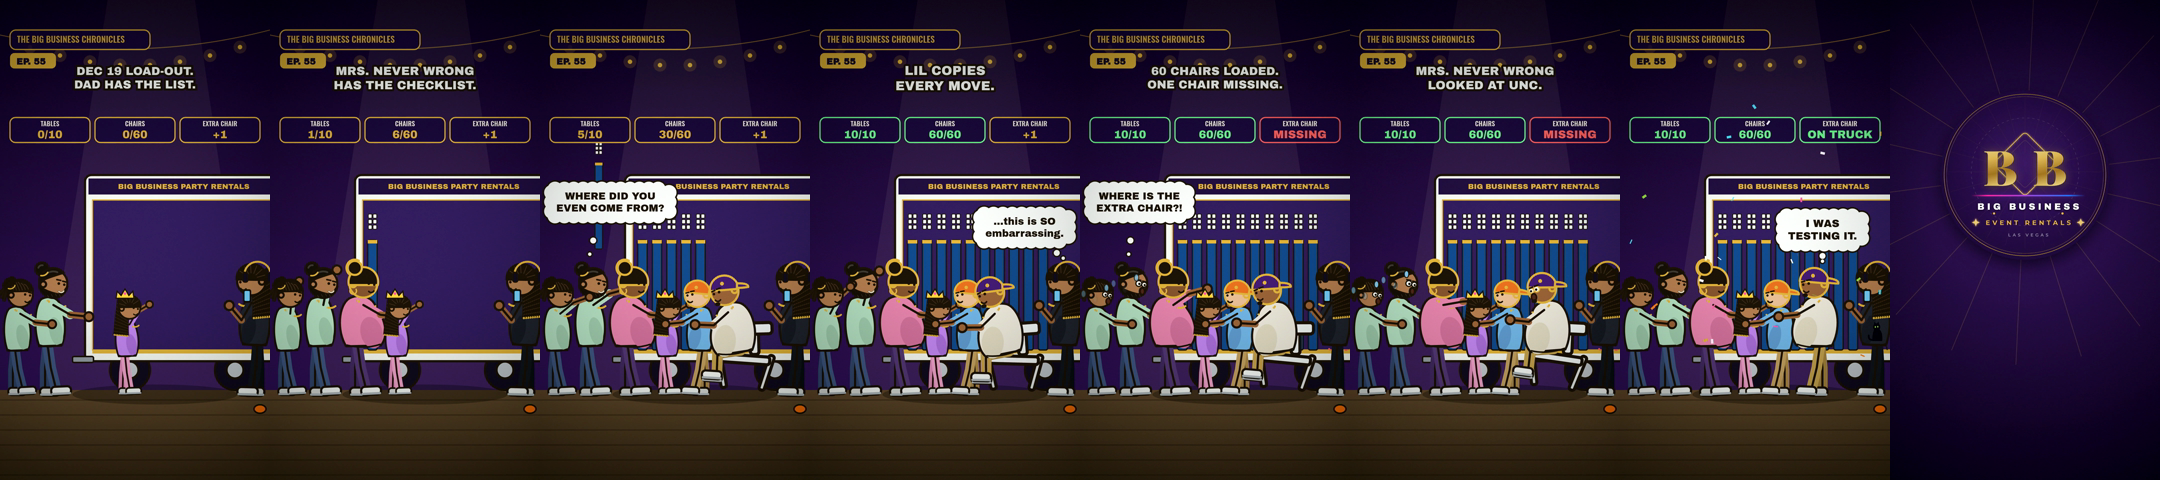 THE BIG BUSINESS CHRONICLES
EP. 55
DEC 19 LOAD-OUT.
DAD HAS THE LIST.
TABLES
0/10
CHAIRS
0/60
EXTRA CHAIR
+1
BIG BUSINESS PARTY RENTALS
THE BIG BUSINESS CHRONICLES
EP. 55
MRS. NEVER WRONG
HAS THE CHECKLIST.
TABLES
1/10
CHAIRS
6/60
EXTRA CHAIR
+1
BIG BUSINESS PARTY RENTALS
THE BIG BUSINESS CHRONICLES
EP. 55
TABLES
5/10
CHAIRS
30/60
EXTRA CHAIR
+1
BUSINESS PARTY RENTALS
WHERE DID YOU
EVEN COME FROM?
THE BIG BUSINESS CHRONICLES
EP. 55
LIL COPIES
EVERY MOVE.
TABLES
10/10
CHAIRS
60/60
EXTRA CHAIR
+1
BIG BUSINESS PARTY RENTALS
...this is SO
embarrassing.
THE BIG BUSINESS CHRONICLES
EP. 55
60 CHAIRS LOADED.
ONE CHAIR MISSING.
TABLES
10/10
CHAIRS
60/60
EXTRA CHAIR
MISSING
BIG BUSINESS PARTY RENTALS
WHERE IS THE
EXTRA CHAIR?!
THE BIG BUSINESS CHRONICLES
EP. 55
MRS. NEVER WRONG
LOOKED AT UNC.
TABLES
10/10
CHAIRS
60/60
EXTRA CHAIR
MISSING
BIG BUSINESS PARTY RENTALS
THE BIG BUSINESS CHRONICLES
EP. 55
TABLES
10/10
CHAIRS
60/60
EXTRA CHAIR
ON TRUCK
BIG BUSINESS PARTY RENTALS
I WAS
TESTING IT.
B B
BIG BUSINESS
EVENT RENTALS
LAS VEGAS